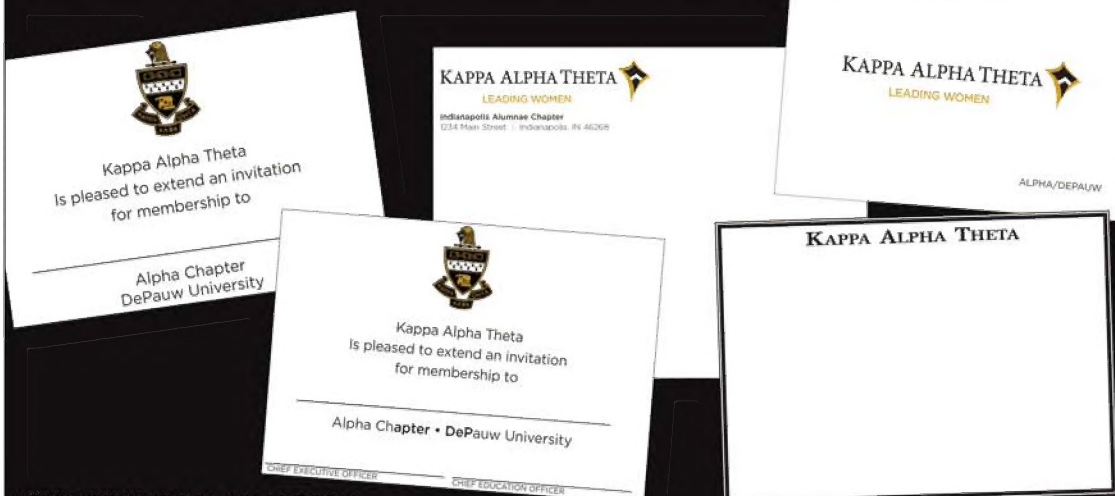 Kappa Alpha Theta
Is pleased to extend an invitation
for membership to
Alpha Chapter
DePauw University
KAPPA ALPHA THETA
LEADING WOMEN
Indianapolis Alumnae Chapter
1234 Main Street | Indianapolis, IN 46268
KAPPA ALPHA THETA
LEADING WOMEN
ALPHA/DEPAUW
Kappa Alpha Theta
Is pleased to extend an invitation
for membership to
Alpha Chapter • DePauw University
CHIEF EXECUTIVE OFFICER
CHIEF EDUCATION OFFICER
KAPPA ALPHA THETA